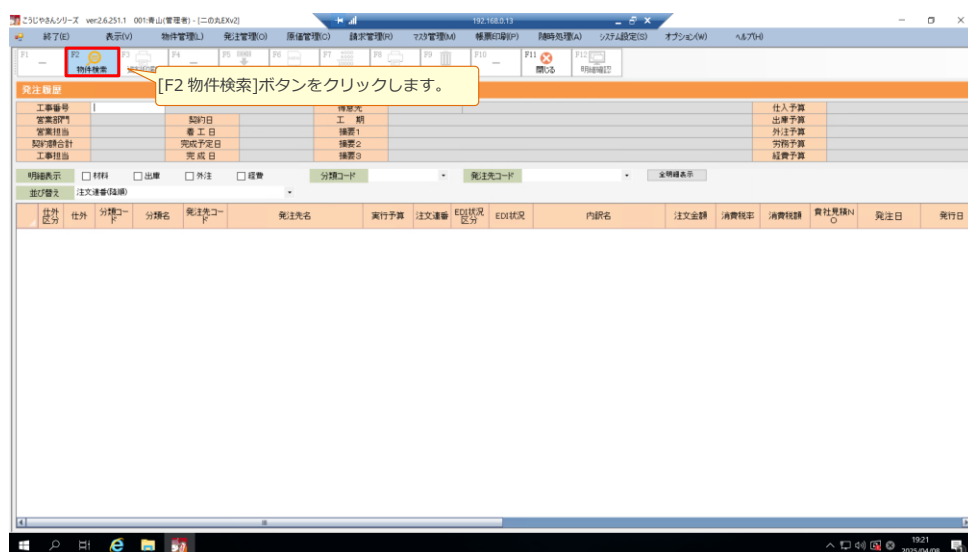 こうじやさんシリーズ ver.2.6.251.1 001:青山(管理者) - [二の丸EXv2]
192.168.0.13
終了(E) 表示(V) 物件管理(L) 発注管理(O) 原価管理(C) 請求管理(R) マスタ管理(M) 帳票印刷(P) 随時処理(A) システム設定(S) オプション(W) ヘルプ(H)
F1 F2 F3 F4 F5 F6 F7 F8 F9 F10 F11 F12
物件検索 閉じる 明細確認
[F2 物件検索]ボタンをクリックします。
発注履歴
工事番号 得意先 仕入予算
営業部門 契約日 工 期 出庫予算
営業担当 着 工 日 摘要1 外注予算
契約額合計 完成予定日 摘要2 労務予算
工事担当 完 成 日 摘要3 経費予算
明細表示 材料 出庫 外注 経費 分類コード 発注先コード 全明細表示
並び替え 注文連番(降順)
仕外区分 仕外 分類コード 分類名 発注先コード 発注先名 実行予算 注文連番 EDI状況区分 EDI状況 内訳名 注文金額 消費税率 消費税額 貴社見積NO 発注日 発行日
19:21
2025/04/08